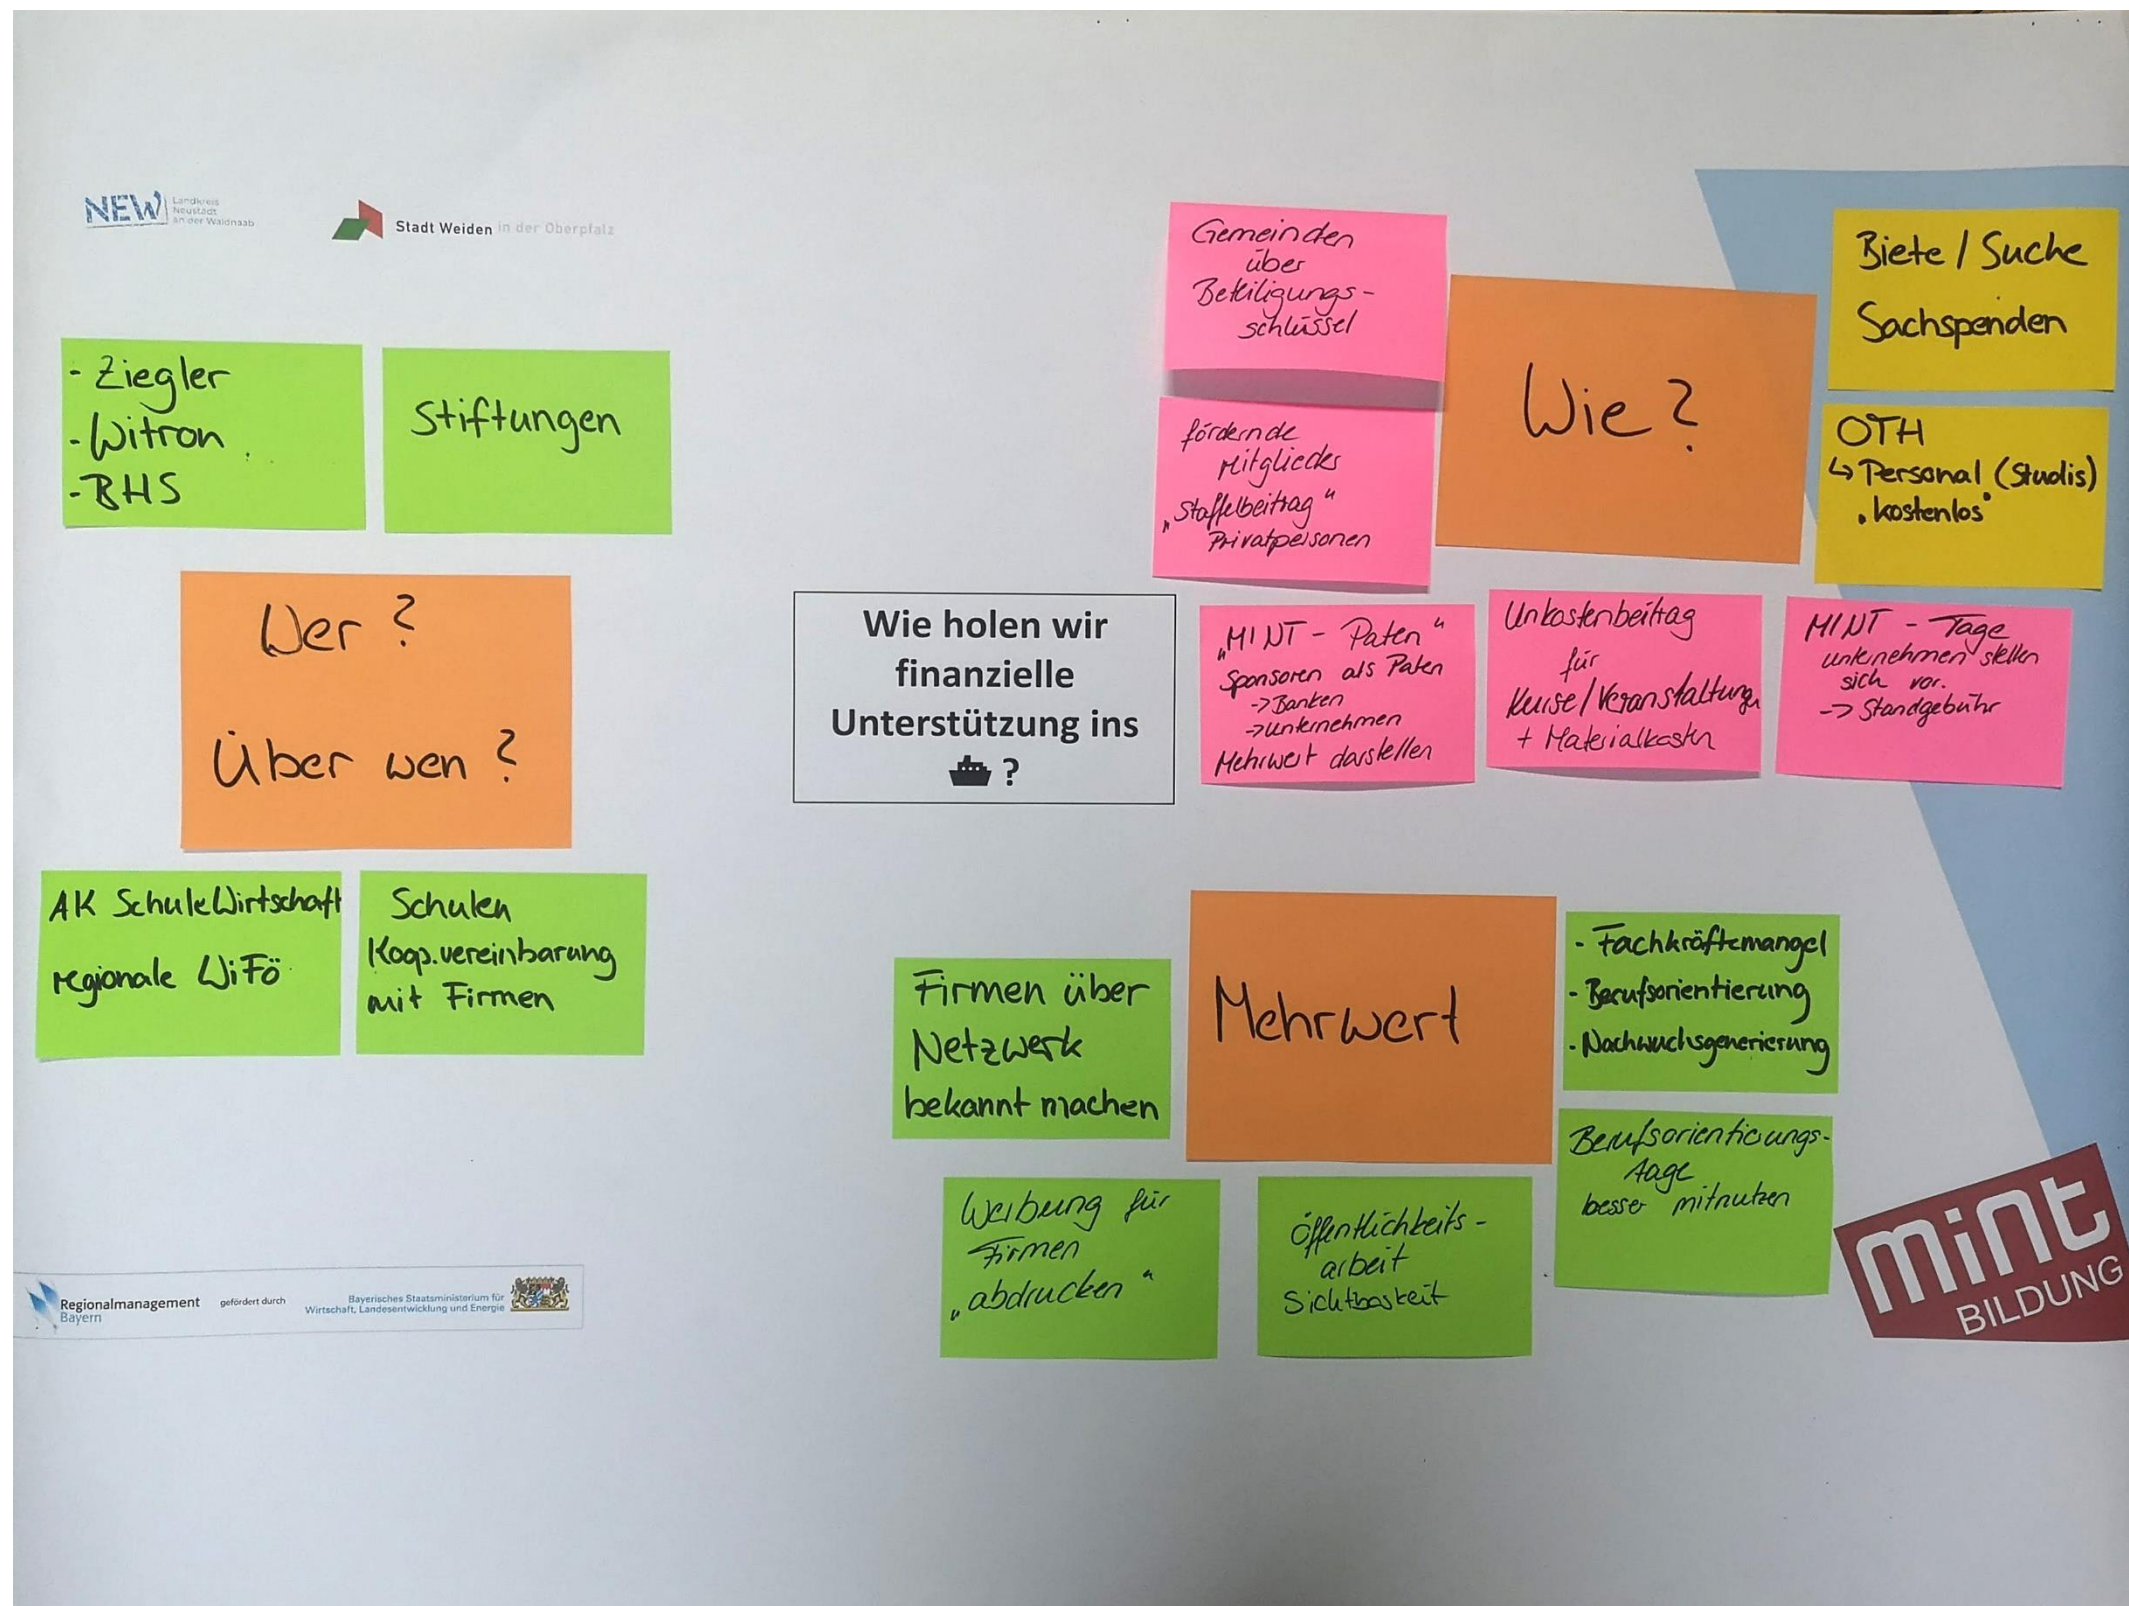 NEW
Landkreis
Neustadt
an der Waldnaab
Stadt Weiden in der Oberpfalz
- Ziegler
- Witron
- BHS
Stiftungen
Wer ?
Über wen ?
AK SchuleWirtschaft
regionale WiFö
Schulen
Koop.vereinbarung
mit Firmen
Wie holen wir
finanzielle
Unterstützung ins
?
Gemeinden
über
Beteiligungs-
schlüssel
fördernde
Mitglieder
„Staffelbeitrag“
Privatpersonen
Wie ?
Biete / Suche
Sachspenden
OTH
↳ Personal (Studis)
„kostenlos“
„MINT - Paten“
Sponsoren als Paten
-> Banken
-> Unternehmen
Mehrwert darstellen
Unkostenbeitrag
für
Kurse/Veranstaltungen
+ Materialkosten
MINT - Tage
Unternehmen stellen
sich vor.
-> Standgebühr
Firmen über
Netzwerk
bekannt machen
Mehrwert
- Fachkräftemangel
- Berufsorientierung
- Nachwuchsgenerierung
Berufsorientierungs-
tage
besser mitnutzen
Werbung für
Firmen
„abdrucken“
Öffentlichkeits-
arbeit
Sichtbarkeit
Regionalmanagement
Bayern
gefördert durch
Bayerisches Staatsministerium für
Wirtschaft, Landesentwicklung und Energie
mint
BILDUNG